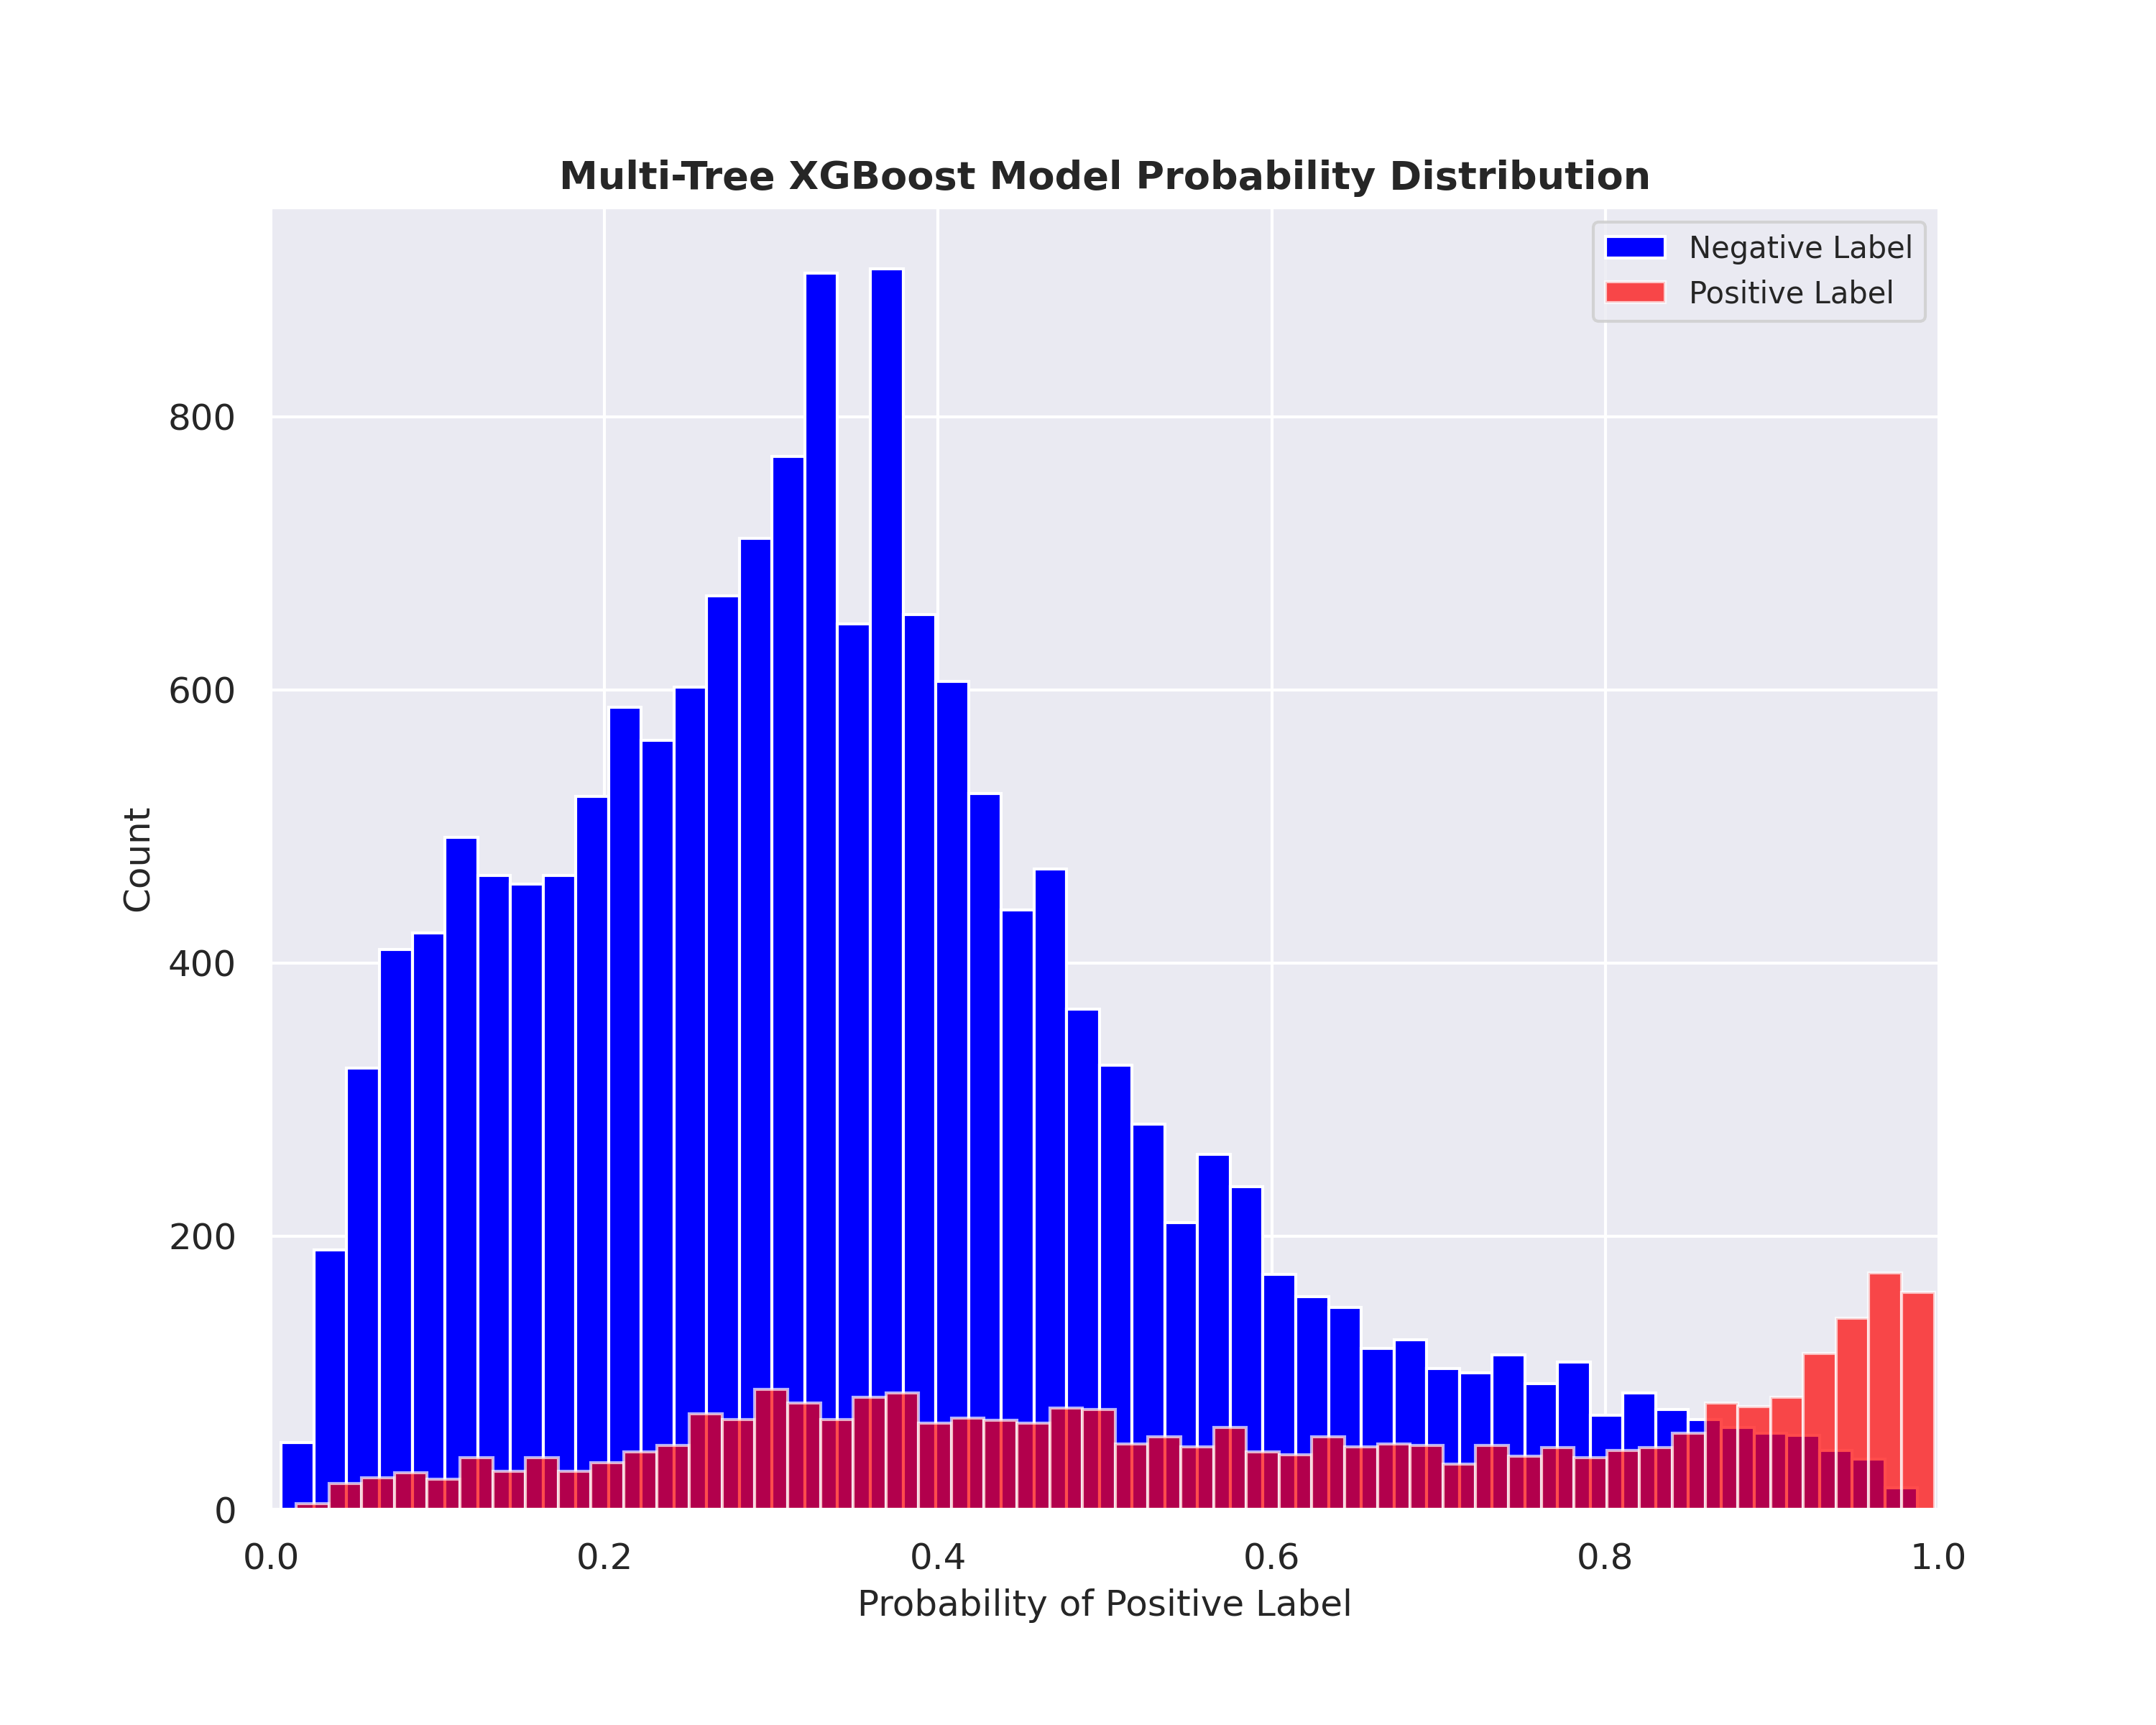 Multi-Tree XGBoost Model Probability Distribution
Negative Label
Positive Label
800
600
400
200
0
Count
0.0
0.2
0.4
0.6
0.8
1.0
Probability of Positive Label